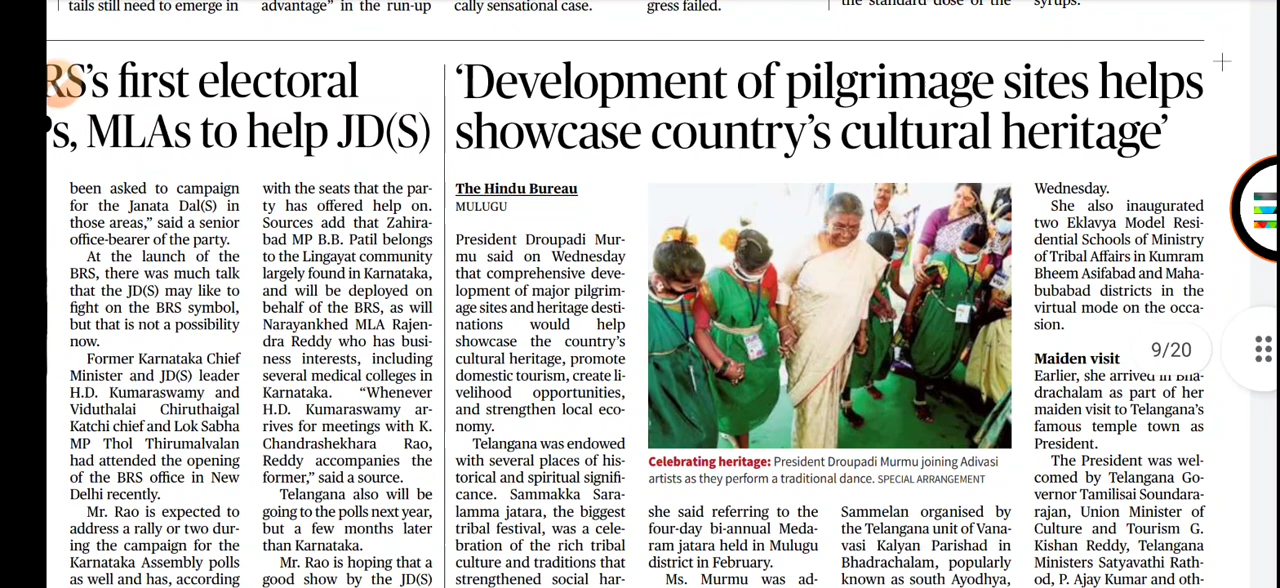 tails still need to emerge in
advantage” in the run-up
cally sensational case.
gress failed.
the standard dose of the
syrups.
RS’s first electoral
Ps, MLAs to help JD(S)
been asked to campaign
for the Janata Dal(S) in
those areas,” said a senior
office-bearer of the party.
At the launch of the
BRS, there was much talk
that the JD(S) may like to
fight on the BRS symbol,
but that is not a possibility
now.
Former Karnataka Chief
Minister and JD(S) leader
H.D. Kumaraswamy and
Viduthalai Chiruthaigal
Katchi chief and Lok Sabha
MP Thol Thirumalvalan
had attended the opening
of the BRS office in New
Delhi recently.
Mr. Rao is expected to
address a rally or two dur-
ing the campaign for the
Karnataka Assembly polls
as well and has, according
with the seats that the par-
ty has offered help on.
Sources add that Zahira-
bad MP B.B. Patil belongs
to the Lingayat community
largely found in Karnataka,
and will be deployed on
behalf of the BRS, as will
Narayankhed MLA Rajen-
dra Reddy who has busi-
ness interests, including
several medical colleges in
Karnataka. “Whenever
H.D. Kumaraswamy ar-
rives for meetings with K.
Chandrashekhara Rao,
Reddy accompanies the
former,” said a source.
Telangana also will be
going to the polls next year,
but a few months later
than Karnataka.
Mr. Rao is hoping that a
good show by the JD(S)
‘Development of pilgrimage sites helps
showcase country’s cultural heritage’
The Hindu Bureau
MULUGU
President Droupadi Mur-
mu said on Wednesday
that comprehensive deve-
lopment of major pilgrim-
age sites and heritage desti-
nations would help
showcase the country’s
cultural heritage, promote
domestic tourism, create li-
velihood opportunities,
and strengthen local eco-
nomy.
Telangana was endowed
with several places of his-
torical and spiritual signifi-
cance. Sammakka Sara-
lamma jatara, the biggest
tribal festival, was a cele-
bration of the rich tribal
culture and traditions that
strengthened social har-
Celebrating heritage: President Droupadi Murmu joining Adivasi
artists as they perform a traditional dance. SPECIAL ARRANGEMENT
she said referring to the
four-day bi-annual Meda-
ram jatara held in Mulugu
district in February.
Ms. Murmu was ad-
Sammelan organised by
the Telangana unit of Vana-
vasi Kalyan Parishad in
Bhadrachalam, popularly
known as south Ayodhya,
Wednesday.
She also inaugurated
two Eklavya Model Resi-
dential Schools of Ministry
of Tribal Affairs in Kumram
Bheem Asifabad and Maha-
bubabad districts in the
virtual mode on the occa-
sion.
Maiden visit
Earlier, she arrived in Bha-
drachalam as part of her
maiden visit to Telangana’s
famous temple town as
President.
The President was wel-
comed by Telangana Go-
vernor Tamilisai Soundara-
rajan, Union Minister of
Culture and Tourism G.
Kishan Reddy, Telangana
Ministers Satyavathi Rath-
od, P. Ajay Kumar and oth-
9/20